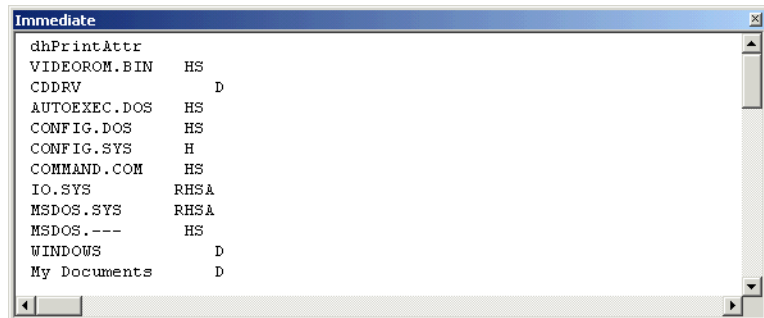 Immediate
dhPrintAttr
VIDEOROM.BIN HS
CDDRV D
AUTOEXEC.DOS HS
CONFIG.DOS HS
CONFIG.SYS H
COMMAND.COM HS
IO.SYS RHSA
MSDOS.SYS RHSA
MSDOS.--- HS
WINDOWS D
My Documents D